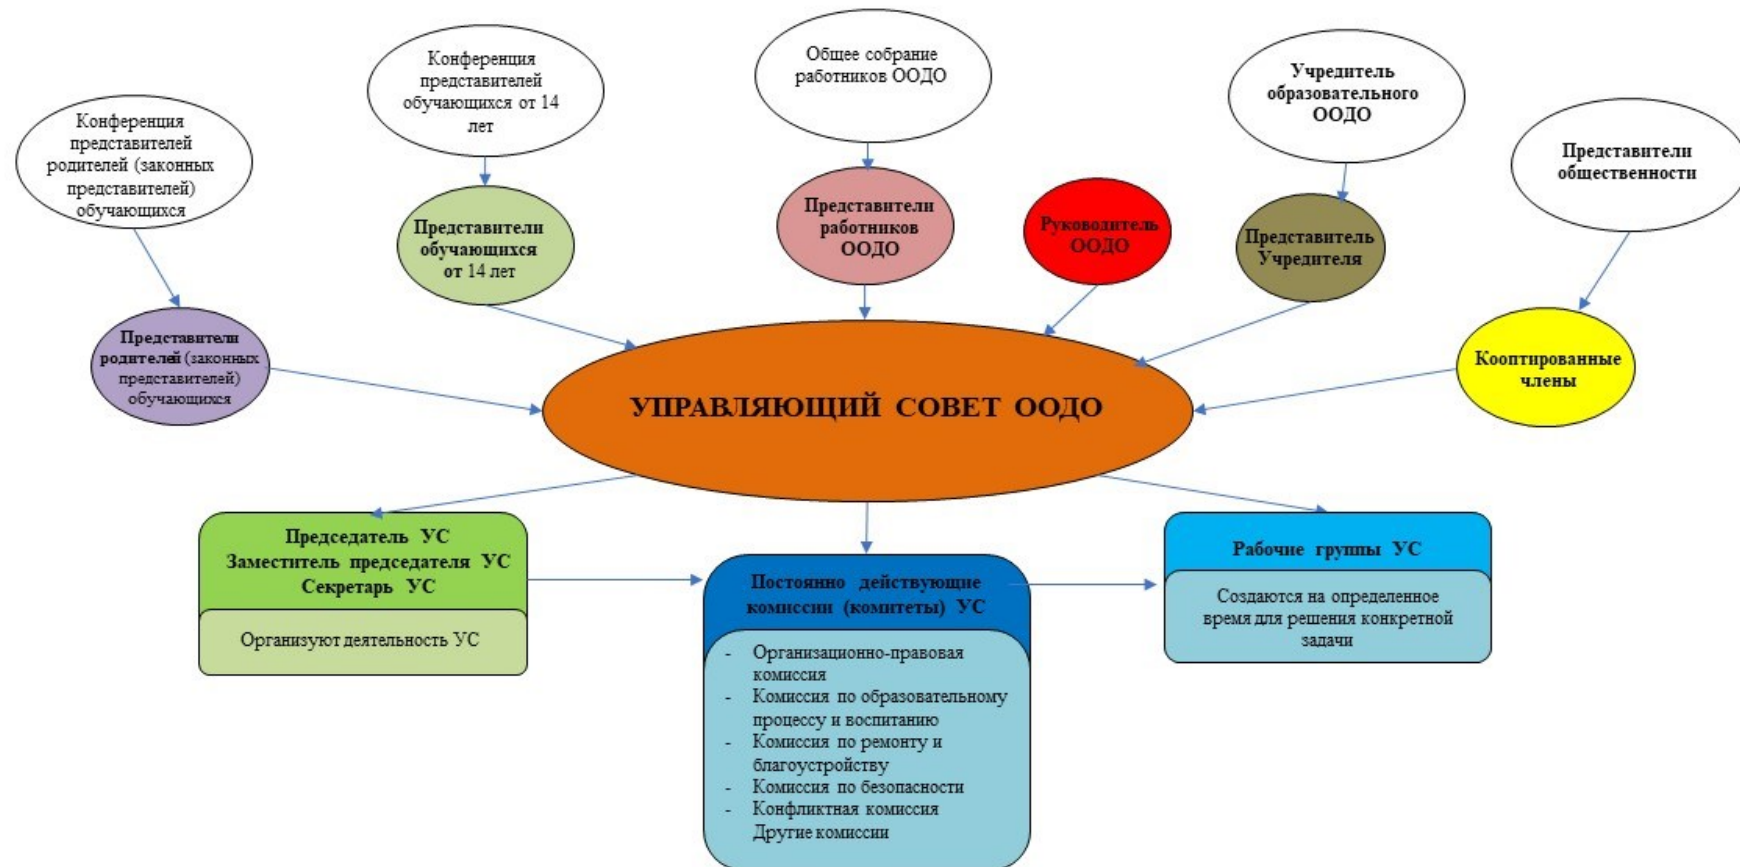 Конференция
представителей
родителей (законных
представителей)
обучающихся
Конференция
представителей
обучающихся от 14
лет
Общее собрание
работников ООДО
Учредитель
образовательного
ООДО
Представители
общественности
Представители
родителей (законных
представителей)
обучающихся
Представители
обучающихся
от 14 лет
Представители
работников
ООДО
Руководитель
ООДО
Представитель
Учредителя
Кооптированные
члены
УПРАВЛЯЮЩИЙ СОВЕТ ООДО
Председатель УС
Заместитель председателя УС
Секретарь УС
Организуют деятельность УС
Постоянно действующие
комиссии (комитеты) УС
- Организационно-правовая
комиссия
- Комиссия по образовательному
процессу и воспитанию
- Комиссия по ремонту и
благоустройству
- Комиссия по безопасности
- Конфликтная комиссия
Другие комиссии
Рабочие группы УС
Создаются на определенное
время для решения конкретной
задачи